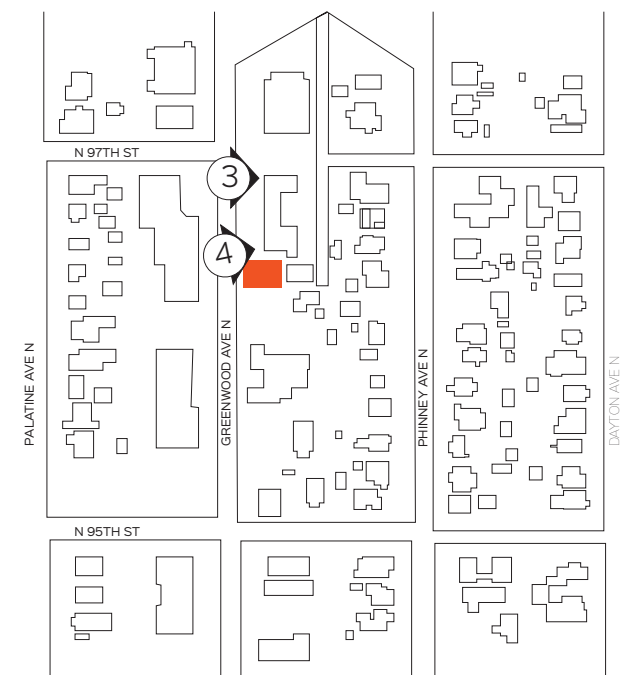 N 97TH ST
3
4
PALATINE AVE N
GREENWOOD AVE N
PHINNEY AVE N
DAYTON AVE N
N 95TH ST